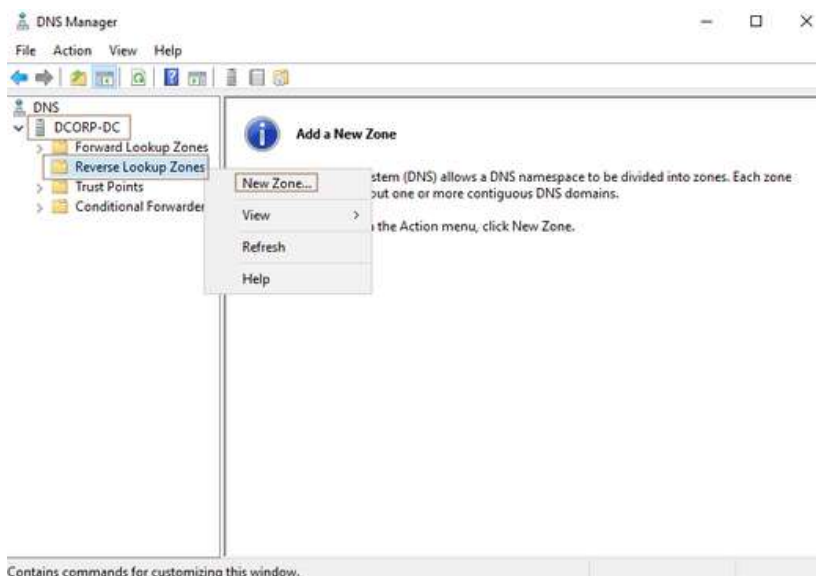 DNS Manager
File Action View Help
DNS
DCORP-DC
Forward Lookup Zones
Reverse Lookup Zones
Trust Points
Conditional Forwarder
New Zone...
View
Refresh
Help
Add a New Zone
stem (DNS) allows a DNS namespace to be divided into zones. Each zone
out one or more contiguous DNS domains.
the Action menu, click New Zone.
Contains commands for customizing this window.